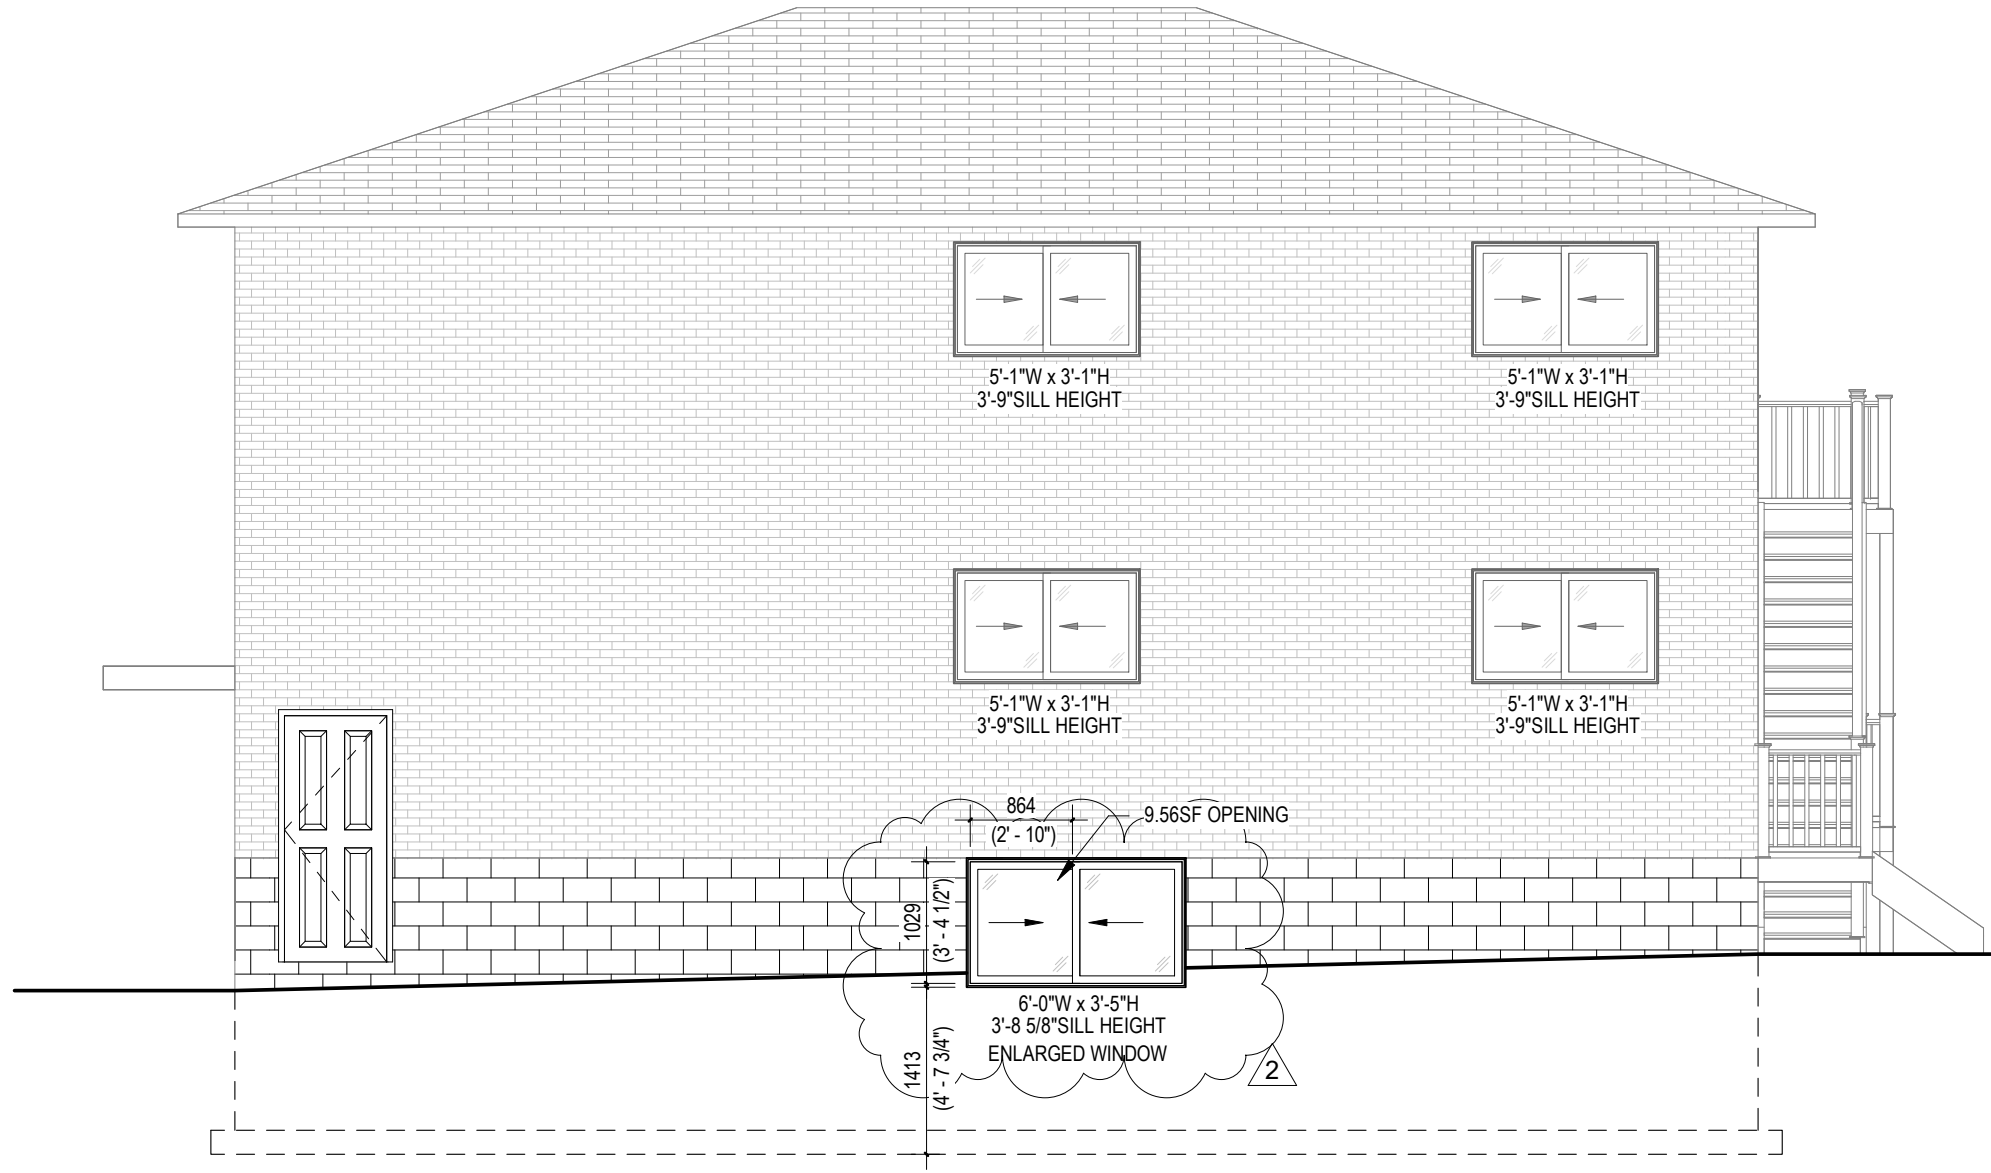 5'-1"W x 3'-1"H
3'-9"SILL HEIGHT
5'-1"W x 3'-1"H
3'-9"SILL HEIGHT
5'-1"W x 3'-1"H
3'-9"SILL HEIGHT
5'-1"W x 3'-1"H
3'-9"SILL HEIGHT
864
(2' - 10")
9.56SF OPENING
1029
(3' - 4 1/2")
6'-0"W x 3'-5"H
3'-8 5/8"SILL HEIGHT
ENLARGED WINDOW
1413
(4' - 7 3/4")
2